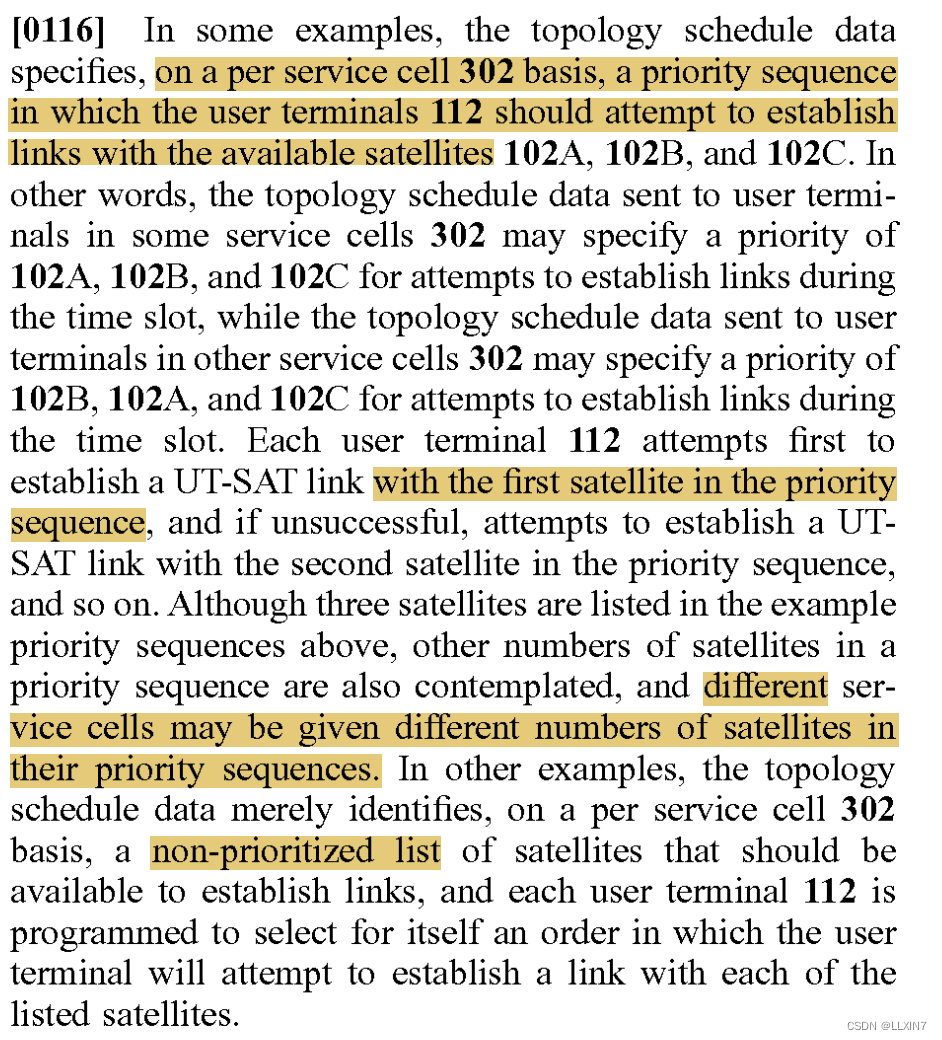 [0116] In some examples, the topology schedule data
specifies, on a per service cell 302 basis, a priority sequence
in which the user terminals 112 should attempt to establish
links with the available satellites 102A, 102B, and 102C. In
other words, the topology schedule data sent to user termi-
nals in some service cells 302 may specify a priority of
102A, 102B, and 102C for attempts to establish links during
the time slot, while the topology schedule data sent to user
terminals in other service cells 302 may specify a priority of
102B, 102A, and 102C for attempts to establish links during
the time slot. Each user terminal 112 attempts first to
establish a UT-SAT link with the first satellite in the priority
sequence, and if unsuccessful, attempts to establish a UT-
SAT link with the second satellite in the priority sequence,
and so on. Although three satellites are listed in the example
priority sequences above, other numbers of satellites in a
priority sequence are also contemplated, and different ser-
vice cells may be given different numbers of satellites in
their priority sequences. In other examples, the topology
schedule data merely identifies, on a per service cell 302
basis, a non-prioritized list of satellites that should be
available to establish links, and each user terminal 112 is
programmed to select for itself an order in which the user
terminal will attempt to establish a link with each of the
listed satellites.
CSDN @LLXIN7